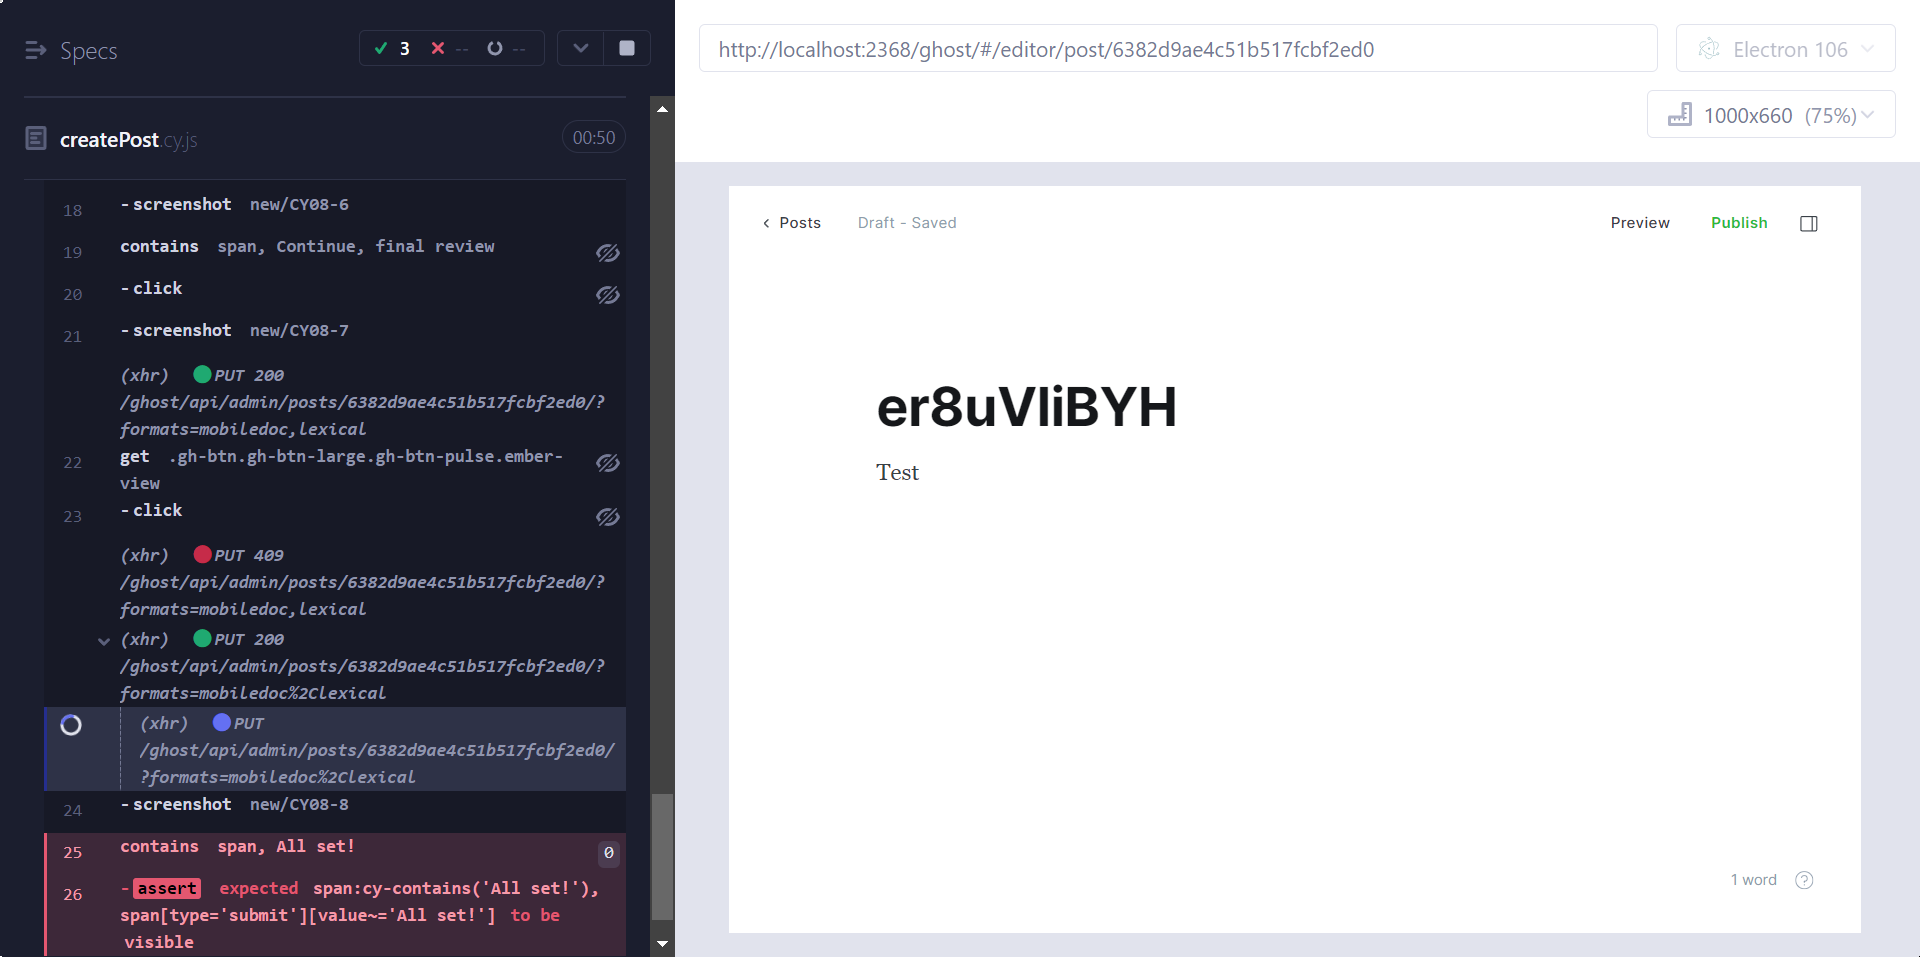 Specs
3 -- --
createPost.cy.js
00:50
18 -screenshot new/CY08-6
19 contains span, Continue, final review
20 -click
21 -screenshot new/CY08-7
(xhr) PUT 200
/ghost/api/admin/posts/6382d9ae4c51b517fcbf2ed0/?
formats=mobiledoc,lexical
22 get .gh-btn.gh-btn-large.gh-btn-pulse.ember-
view
23 -click
(xhr) PUT 409
/ghost/api/admin/posts/6382d9ae4c51b517fcbf2ed0/?
formats=mobiledoc,lexical
(xhr) PUT 200
/ghost/api/admin/posts/6382d9ae4c51b517fcbf2ed0/?
formats=mobiledoc%2Clexical
(xhr) PUT
/ghost/api/admin/posts/6382d9ae4c51b517fcbf2ed0/
?formats=mobiledoc%2Clexical
24 -screenshot new/CY08-8
25 contains span, All set! 0
26 -assert expected span:cy-contains('All set!'),
span[type='submit'][value~='All set!'] to be
visible
http://localhost:2368/ghost/#/editor/post/6382d9ae4c51b517fcbf2ed0
Electron 106
1000x660 (75%)
‹ Posts Draft - Saved
Preview Publish
er8uVliBYH
Test
1 word ?